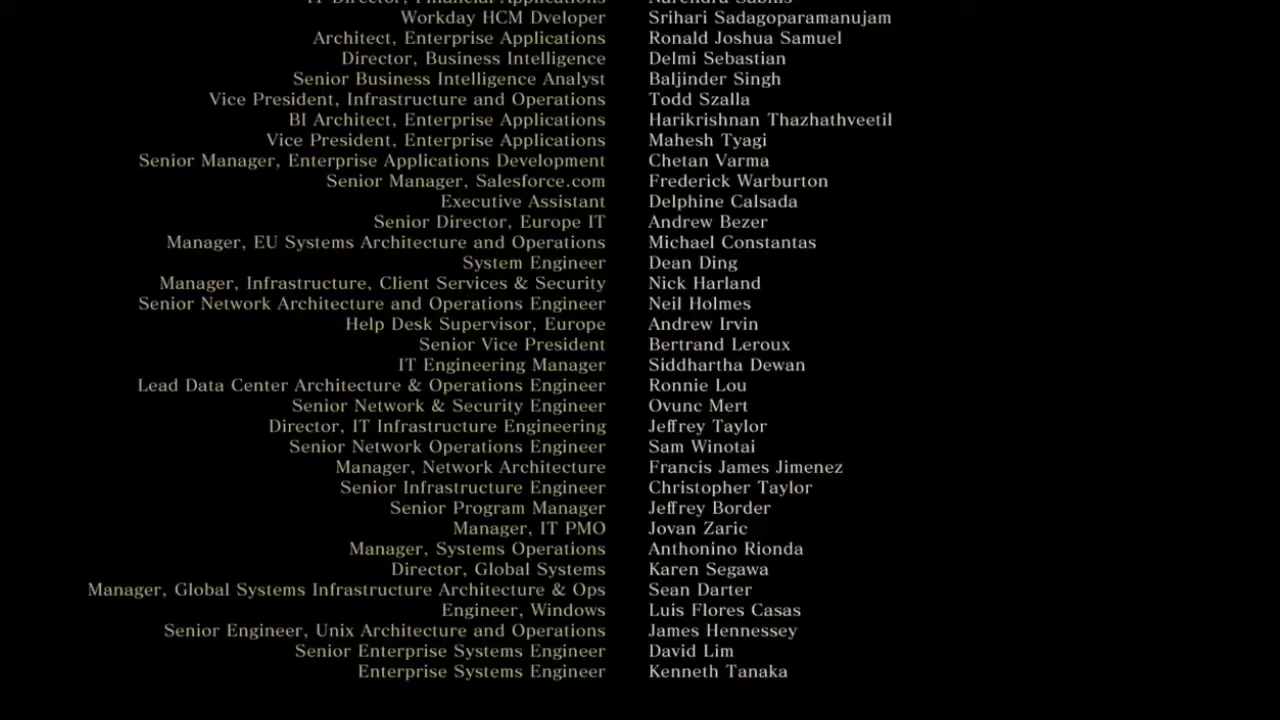 IT Director, Financial Applications Narendra Sabnis
Workday HCM Dveloper Srihari Sadagoparamanujam
Architect, Enterprise Applications Ronald Joshua Samuel
Director, Business Intelligence Delmi Sebastian
Senior Business Intelligence Analyst Baljinder Singh
Vice President, Infrastructure and Operations Todd Szalla
BI Architect, Enterprise Applications Harikrishnan Thazhathveetil
Vice President, Enterprise Applications Mahesh Tyagi
Senior Manager, Enterprise Applications Development Chetan Varma
Senior Manager, Salesforce.com Frederick Warburton
Executive Assistant Delphine Calsada
Senior Director, Europe IT Andrew Bezer
Manager, EU Systems Architecture and Operations Michael Constantas
System Engineer Dean Ding
Manager, Infrastructure, Client Services & Security Nick Harland
Senior Network Architecture and Operations Engineer Neil Holmes
Help Desk Supervisor, Europe Andrew Irvin
Senior Vice President Bertrand Leroux
IT Engineering Manager Siddhartha Dewan
Lead Data Center Architecture & Operations Engineer Ronnie Lou
Senior Network & Security Engineer Ovunc Mert
Director, IT Infrastructure Engineering Jeffrey Taylor
Senior Network Operations Engineer Sam Winotai
Manager, Network Architecture Francis James Jimenez
Senior Infrastructure Engineer Christopher Taylor
Senior Program Manager Jeffrey Border
Manager, IT PMO Jovan Zaric
Manager, Systems Operations Anthonino Rionda
Director, Global Systems Karen Segawa
Manager, Global Systems Infrastructure Architecture & Ops Sean Darter
Engineer, Windows Luis Flores Casas
Senior Engineer, Unix Architecture and Operations James Hennessey
Senior Enterprise Systems Engineer David Lim
Enterprise Systems Engineer Kenneth Tanaka